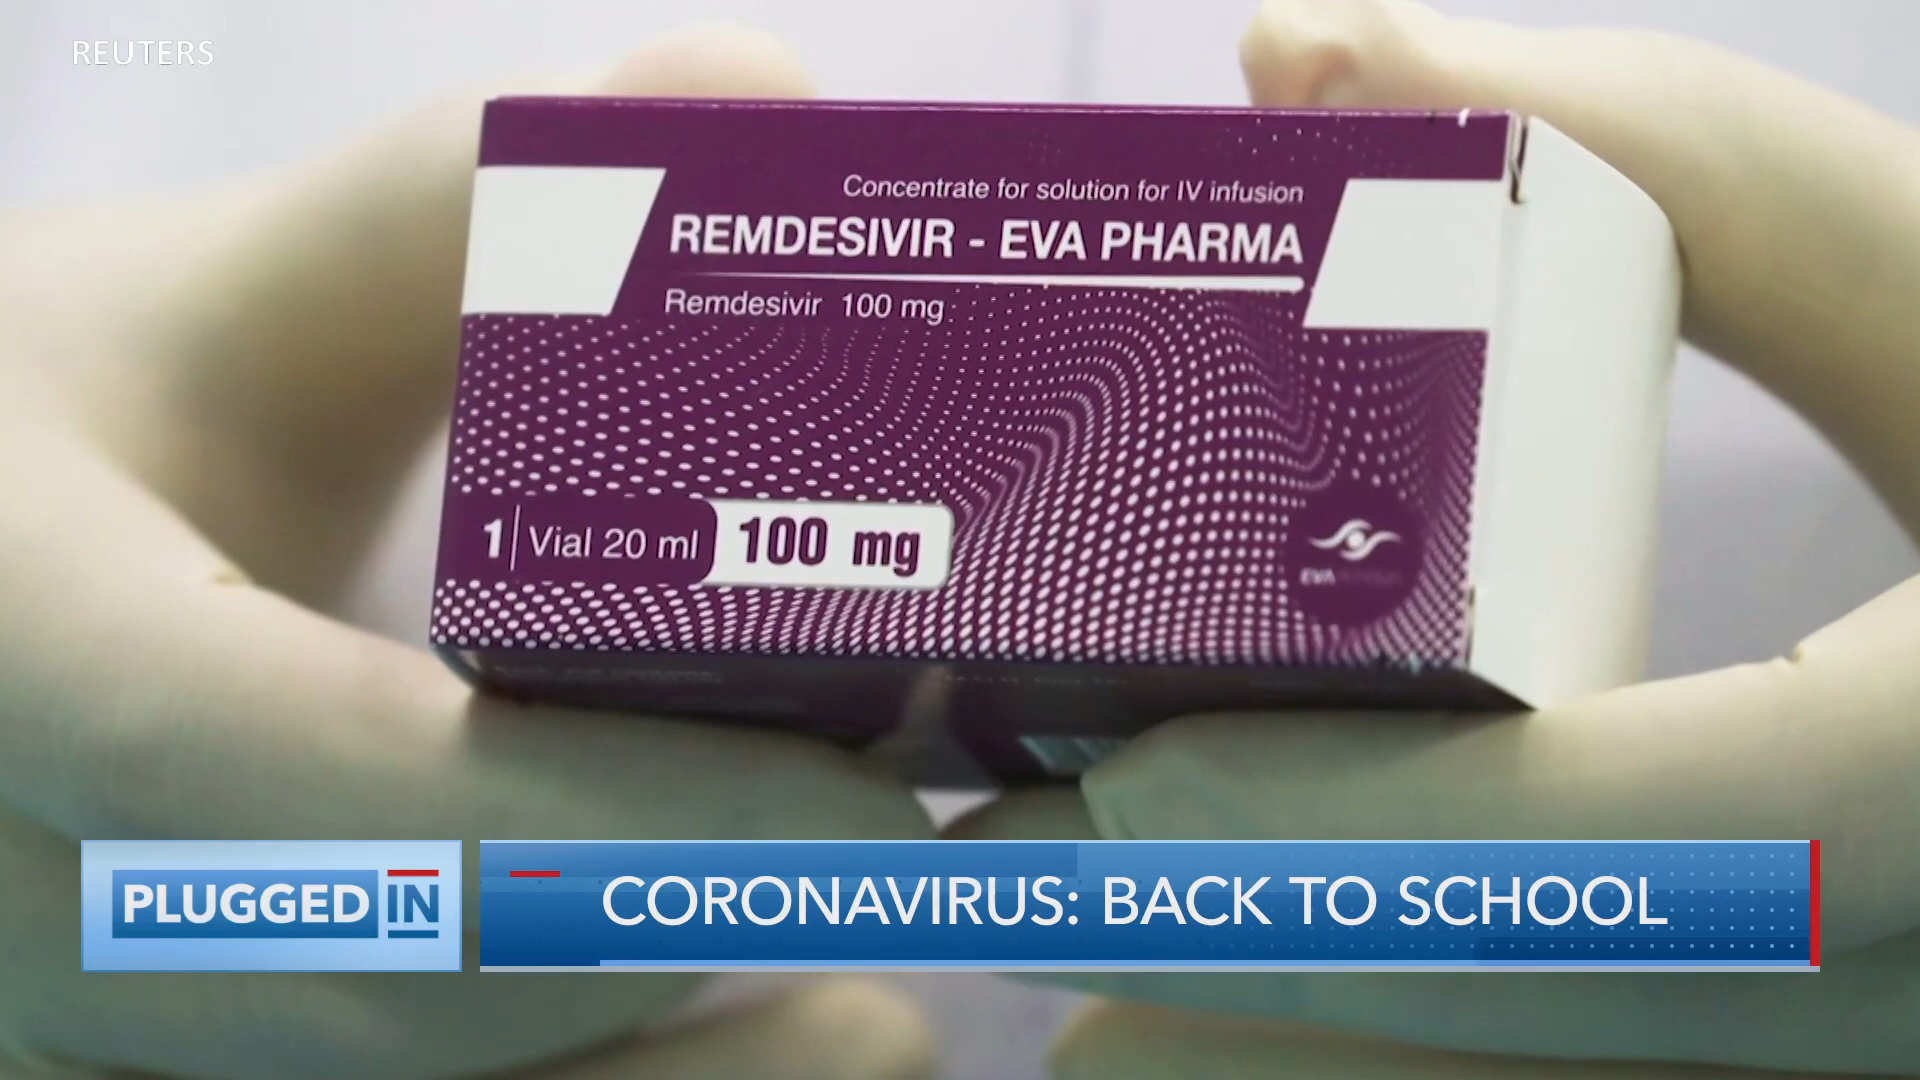 REUTERS
Concentrate for solution for IV infusion
REMDESIVIR - EVA PHARMA
Remdesivir 100 mg
1 Vial 20 ml 100 mg
EVA
PLUGGED IN
CORONAVIRUS: BACK TO SCHOOL